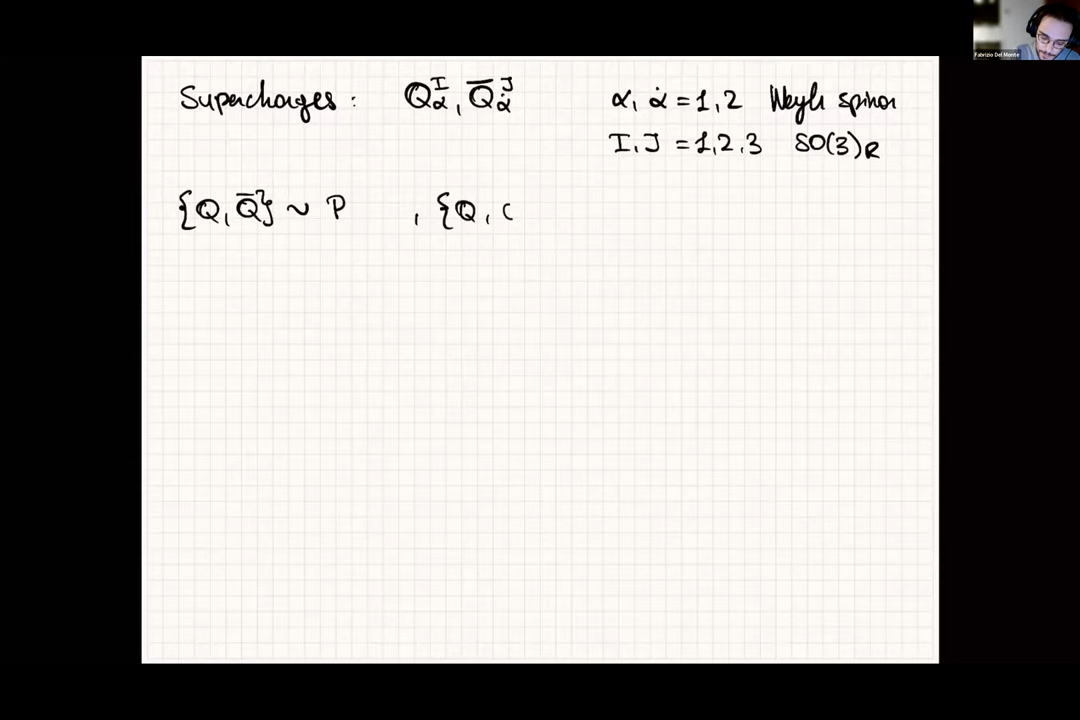 Supercharges: Q^I_α, Q̄^J_α̇ α, α̇ = 1,2 Weyl spinor
I, J = 1,2,3 SO(3)_R
{Q, Q̄} ~ P , {Q, (
Fabrizio Del Monte